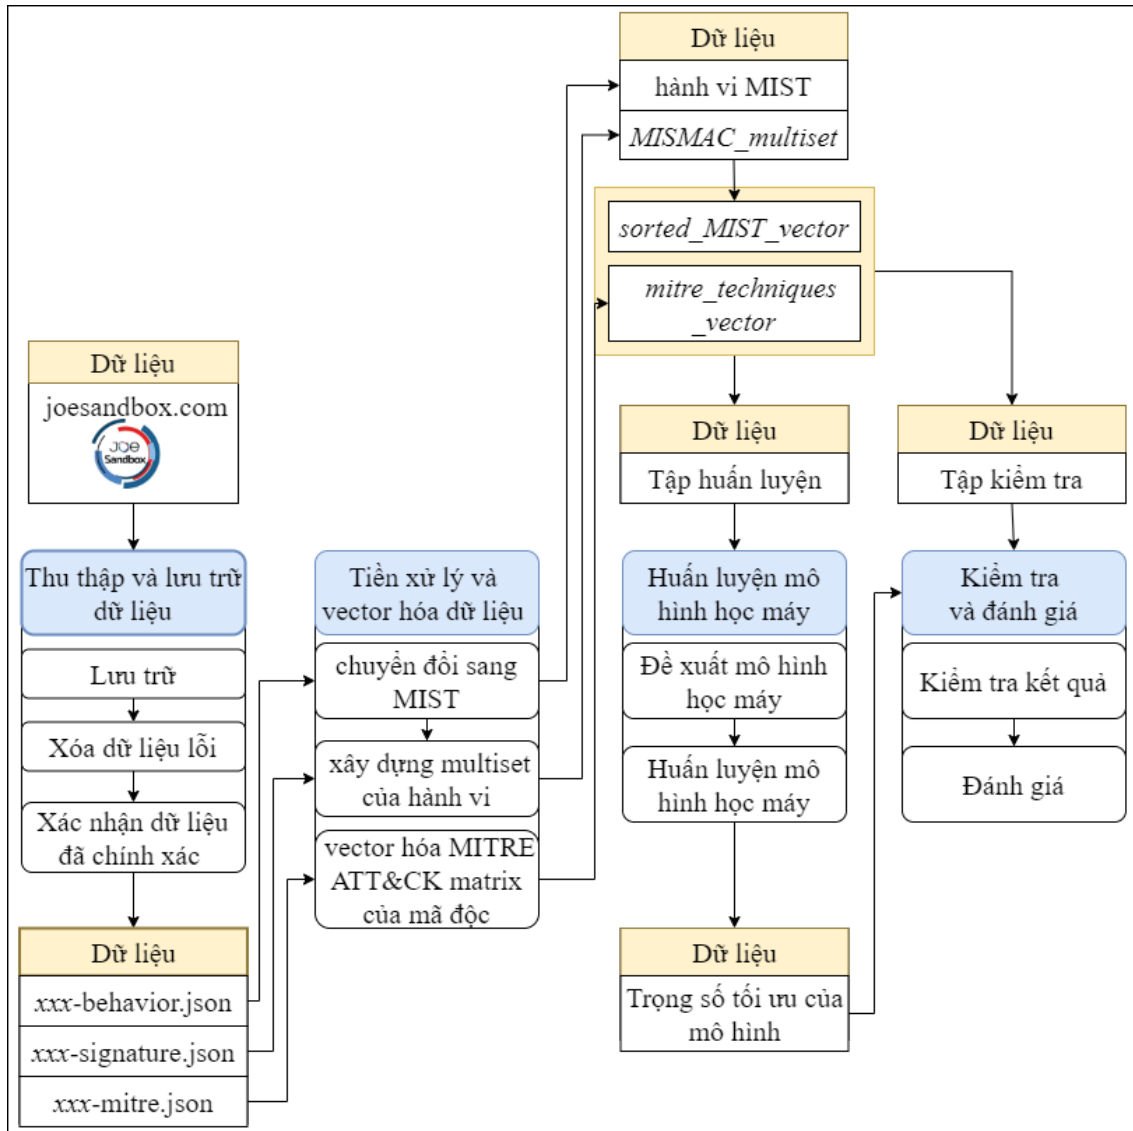 Dữ liệu
hành vi MIST
MISMAC_multiset
sorted_MIST_vector
mitre_techniques
_vector
Dữ liệu
joesandbox.com
JOE
Sandbox
Thu thập và lưu trữ
dữ liệu
Lưu trữ
Xóa dữ liệu lỗi
Xác nhận dữ liệu
đã chính xác
Dữ liệu
xxx-behavior.json
xxx-signature.json
xxx-mitre.json
Tiền xử lý và
vector hóa dữ liệu
chuyển đổi sang
MIST
xây dựng multiset
của hành vi
vector hóa MITRE
ATT&CK matrix
của mã độc
Dữ liệu
Tập huấn luyện
Huấn luyện mô
hình học máy
Đề xuất mô hình
học máy
Huấn luyện mô
hình học máy
Dữ liệu
Trọng số tối ưu của
mô hình
Dữ liệu
Tập kiểm tra
Kiểm tra
và đánh giá
Kiểm tra kết quả
Đánh giá